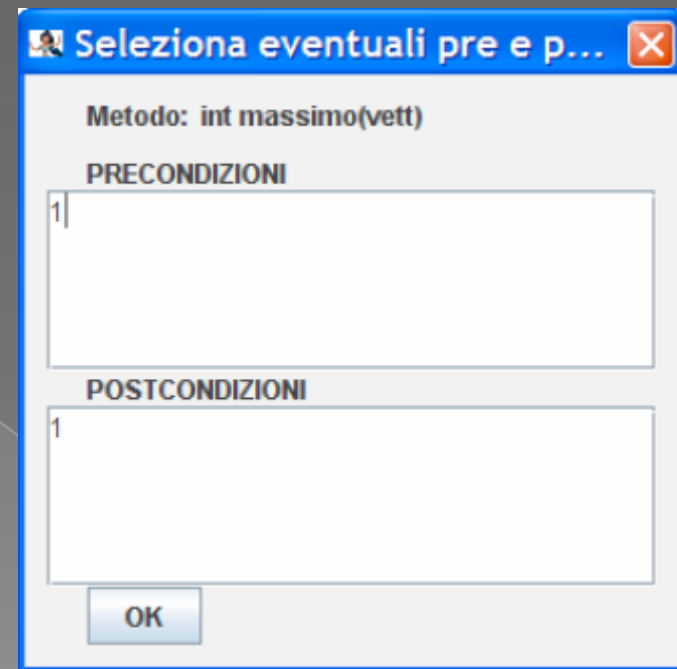 Seleziona eventuali pre e p...
Metodo: int massimo(vett)
PRECONDIZIONI
1
POSTCONDIZIONI
1
OK